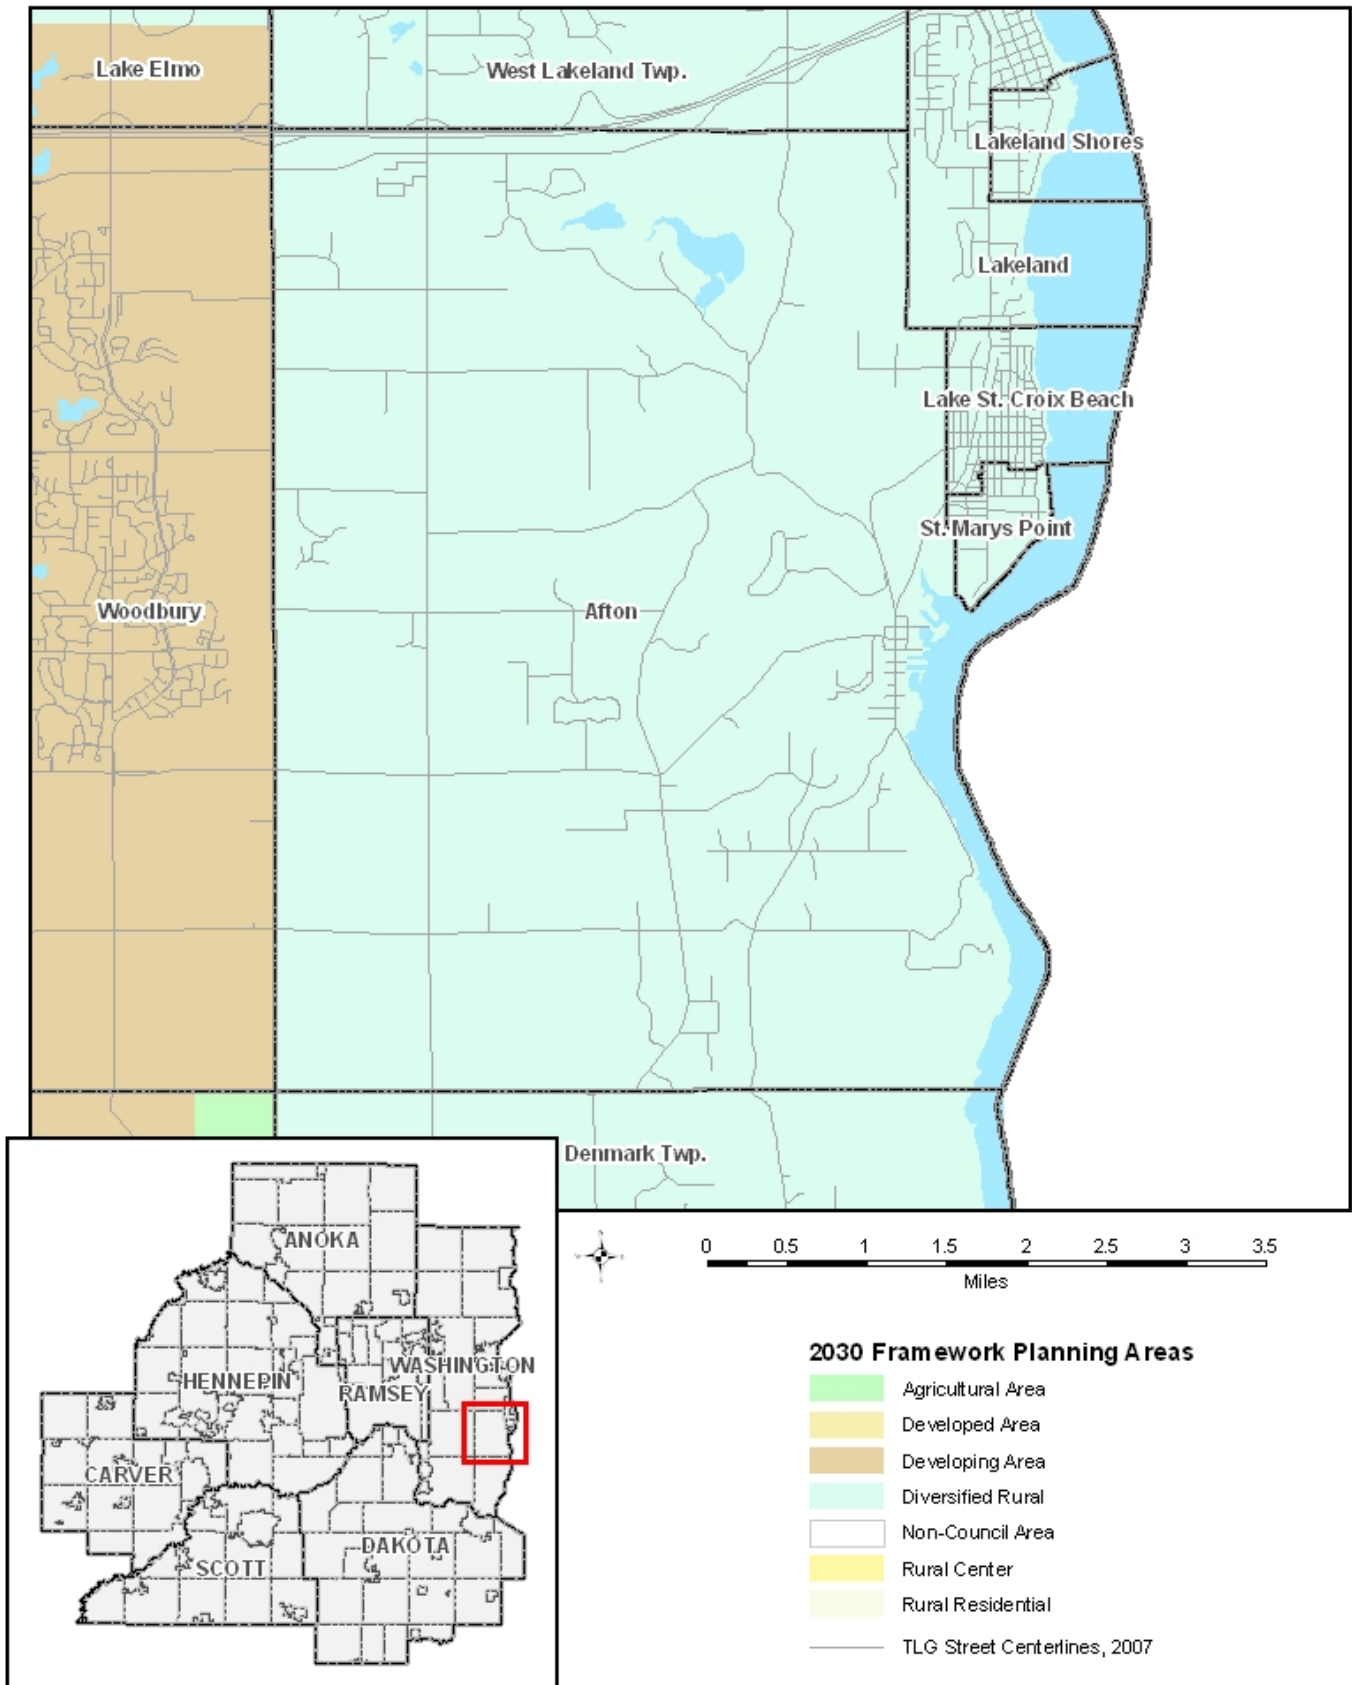 Lake Elmo
West Lakeland Twp.
Lakeland Shores
Lakeland
Lake St. Croix Beach
St. Marys Point
Woodbury
Afton
Denmark Twp.
ANOKA
WASHINGTON
HENNEPIN
RAMSEY
CARVER
DAKOTA
SCOTT
0 0.5 1 1.5 2 2.5 3 3.5
Miles
2030 Framework Planning Areas
Agricultural Area
Developed Area
Developing Area
Diversified Rural
Non-Council Area
Rural Center
Rural Residential
TLG Street Centerlines, 2007